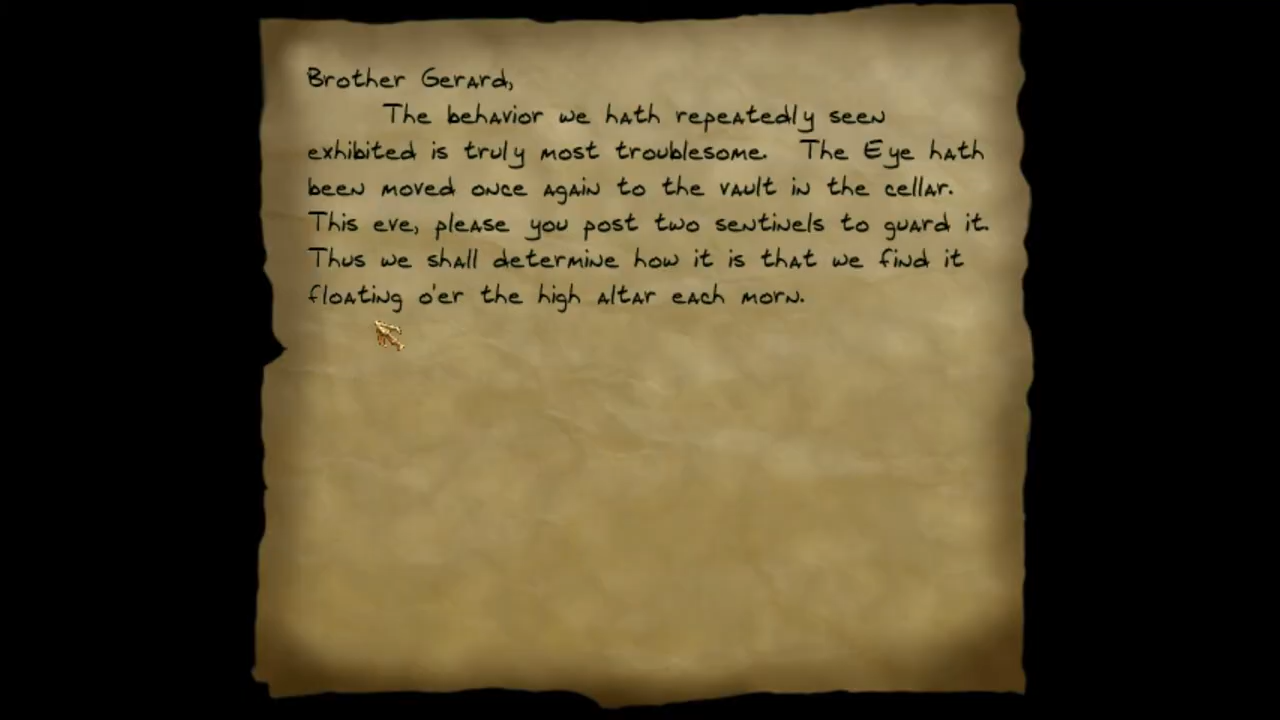 Brother Gerard,
The behavior we hath repeatedly seen
exhibited is truly most troublesome. The Eye hath
been moved once again to the vault in the cellar.
This eve, please you post two sentinels to guard it.
Thus we shall determine how it is that we find it
floating o'er the high altar each morn.